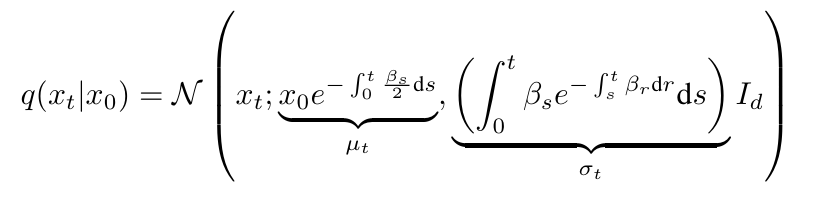 $$q(x_t|x_0) = \mathcal{N}\left(x_t; \underbrace{x_0 e^{-\int_0^t \frac{\beta_s}{2} \mathrm{d}s}}_{\mu_t}, \underbrace{\left(\int_0^t \beta_s e^{-\int_s^t \beta_r \mathrm{d}r} \mathrm{d}s\right)}_{\sigma_t} I_d\right)$$